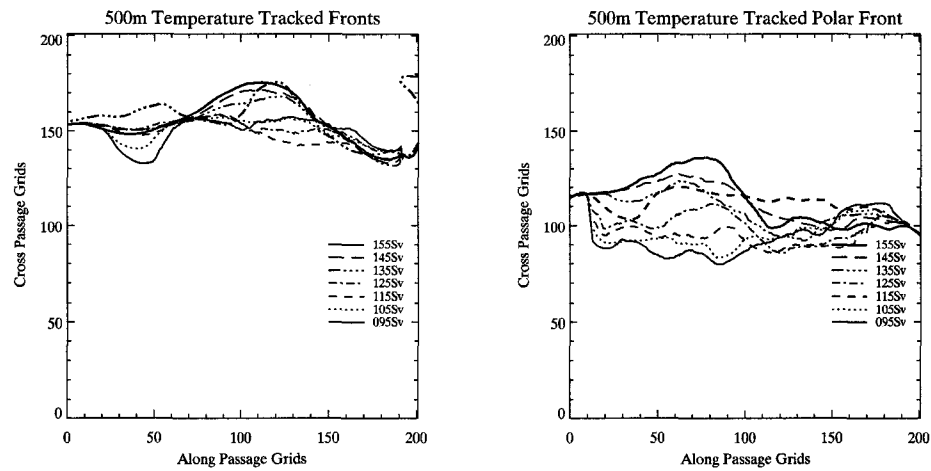 500m Temperature Tracked Fronts
200
150
100
50
0
0 50 100 150 200
Cross Passage Grids
Along Passage Grids
155Sv
145Sv
135Sv
125Sv
115Sv
105Sv
095Sv
500m Temperature Tracked Polar Front
200
150
100
50
0
0 50 100 150 200
Cross Passage Grids
Along Passage Grids
155Sv
145Sv
135Sv
125Sv
115Sv
105Sv
095Sv